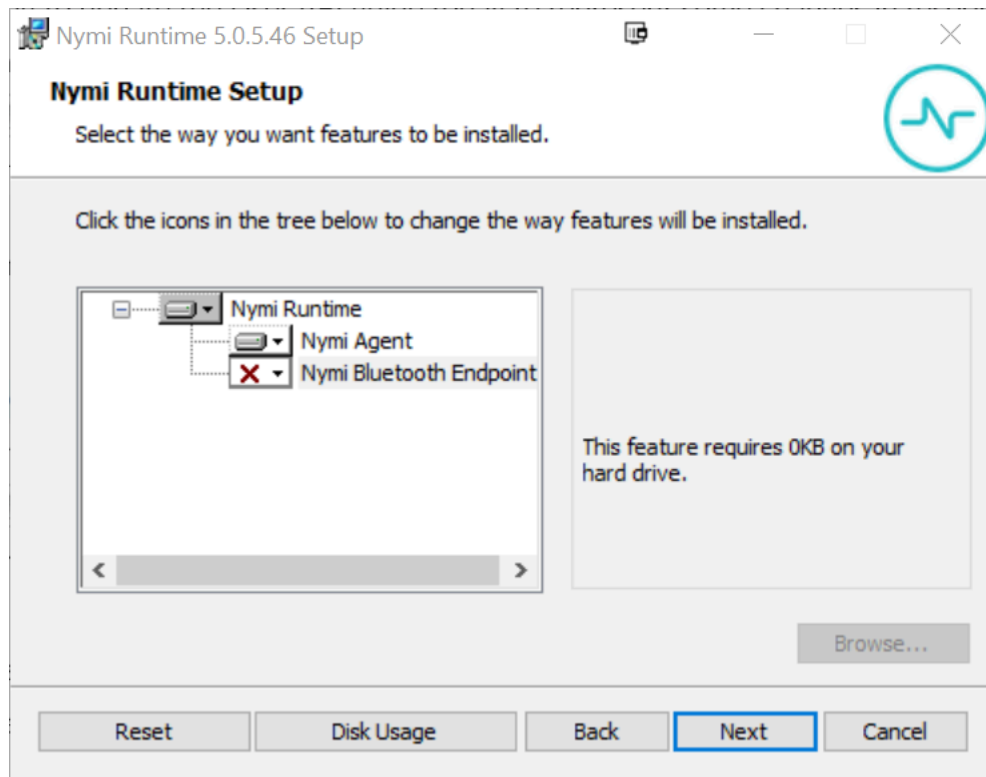 Nymi Runtime 5.0.5.46 Setup
Nymi Runtime Setup
Select the way you want features to be installed.
Click the icons in the tree below to change the way features will be installed.
Nymi Runtime
Nymi Agent
Nymi Bluetooth Endpoint
This feature requires 0KB on your
hard drive.
Browse...
Reset
Disk Usage
Back
Next
Cancel